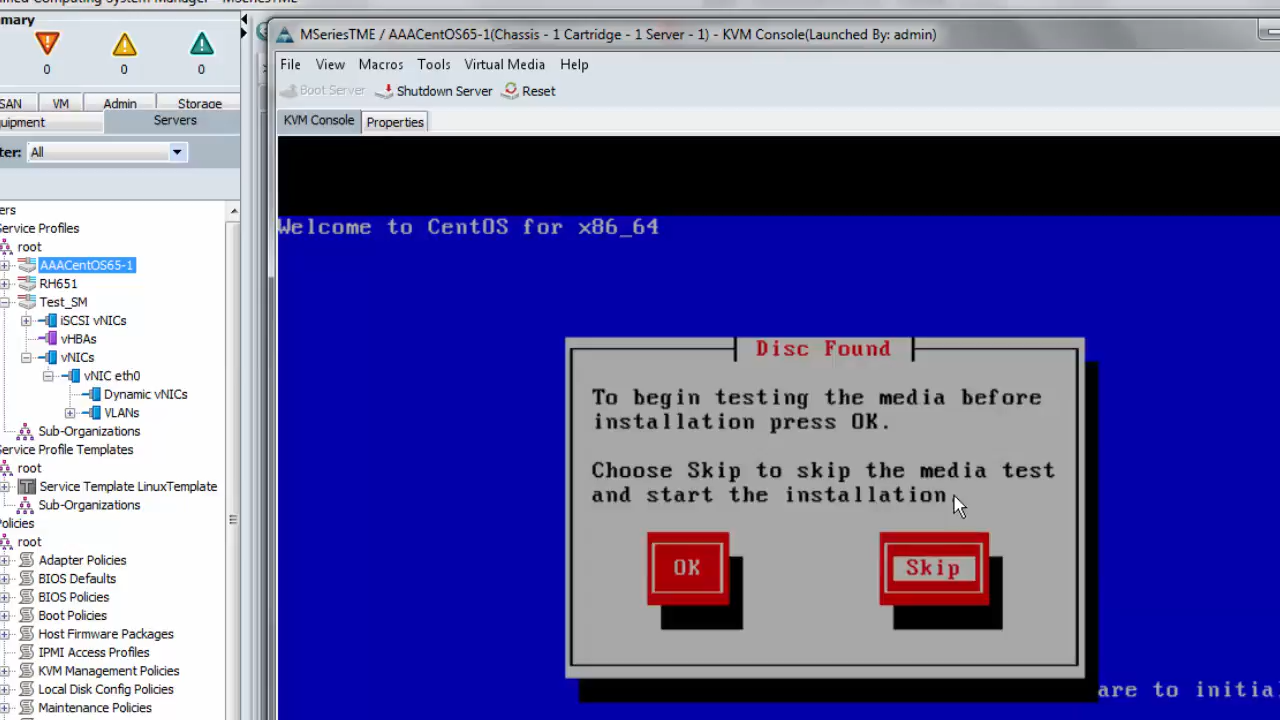 MSeriesTME / AAACentOS65-1(Chassis - 1 Cartridge - 1 Server - 1) - KVM Console(Launched By: admin)
mary
0 0 0
File View Macros Tools Virtual Media Help
Boot Server Shutdown Server Reset
SAN VM Admin Storage
quipment Servers
KVM Console Properties
ter: All
ers
Service Profiles
root
AAACentOS65-1
RH651
Test_SM
iSCSI vNICs
vHBAs
vNICs
vNIC eth0
Dynamic vNICs
VLANs
Sub-Organizations
Service Profile Templates
root
Service Template LinuxTemplate
Sub-Organizations
Policies
root
Adapter Policies
BIOS Defaults
BIOS Policies
Boot Policies
Host Firmware Packages
IPMI Access Profiles
KVM Management Policies
Local Disk Config Policies
Maintenance Policies
Welcome to CentOS for x86_64
Disc Found
To begin testing the media before
installation press OK.
Choose Skip to skip the media test
and start the installation
OK Skip
are to initia